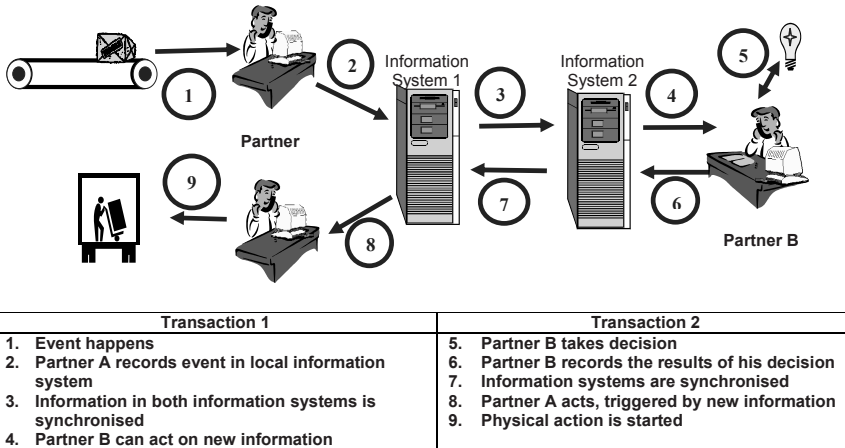 1
2
Information
System 1
3
Information
System 2
4
5
Partner
9
8
7
6
Partner B
Transaction 1
1. Event happens
2. Partner A records event in local information
system
3. Information in both information systems is
synchronised
4. Partner B can act on new information
Transaction 2
5. Partner B takes decision
6. Partner B records the results of his decision
7. Information systems are synchronised
8. Partner A acts, triggered by new information
9. Physical action is started